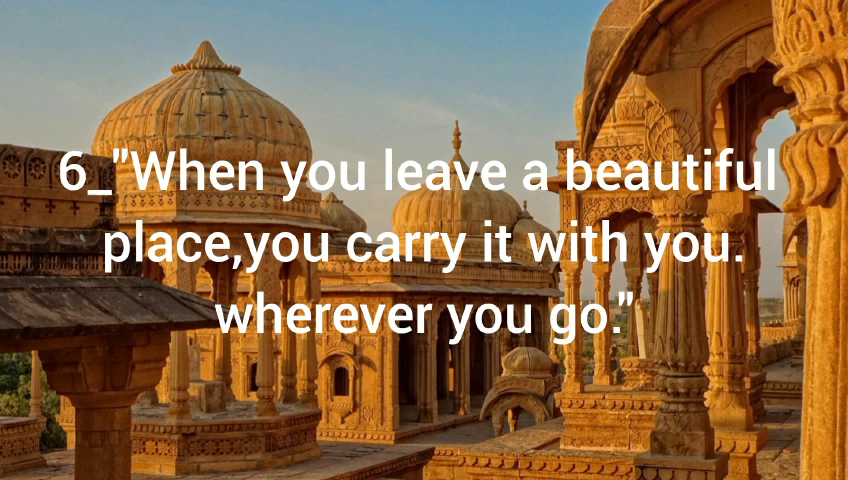 6_"When you leave a beautiful
place,you carry it with you.
wherever you go."